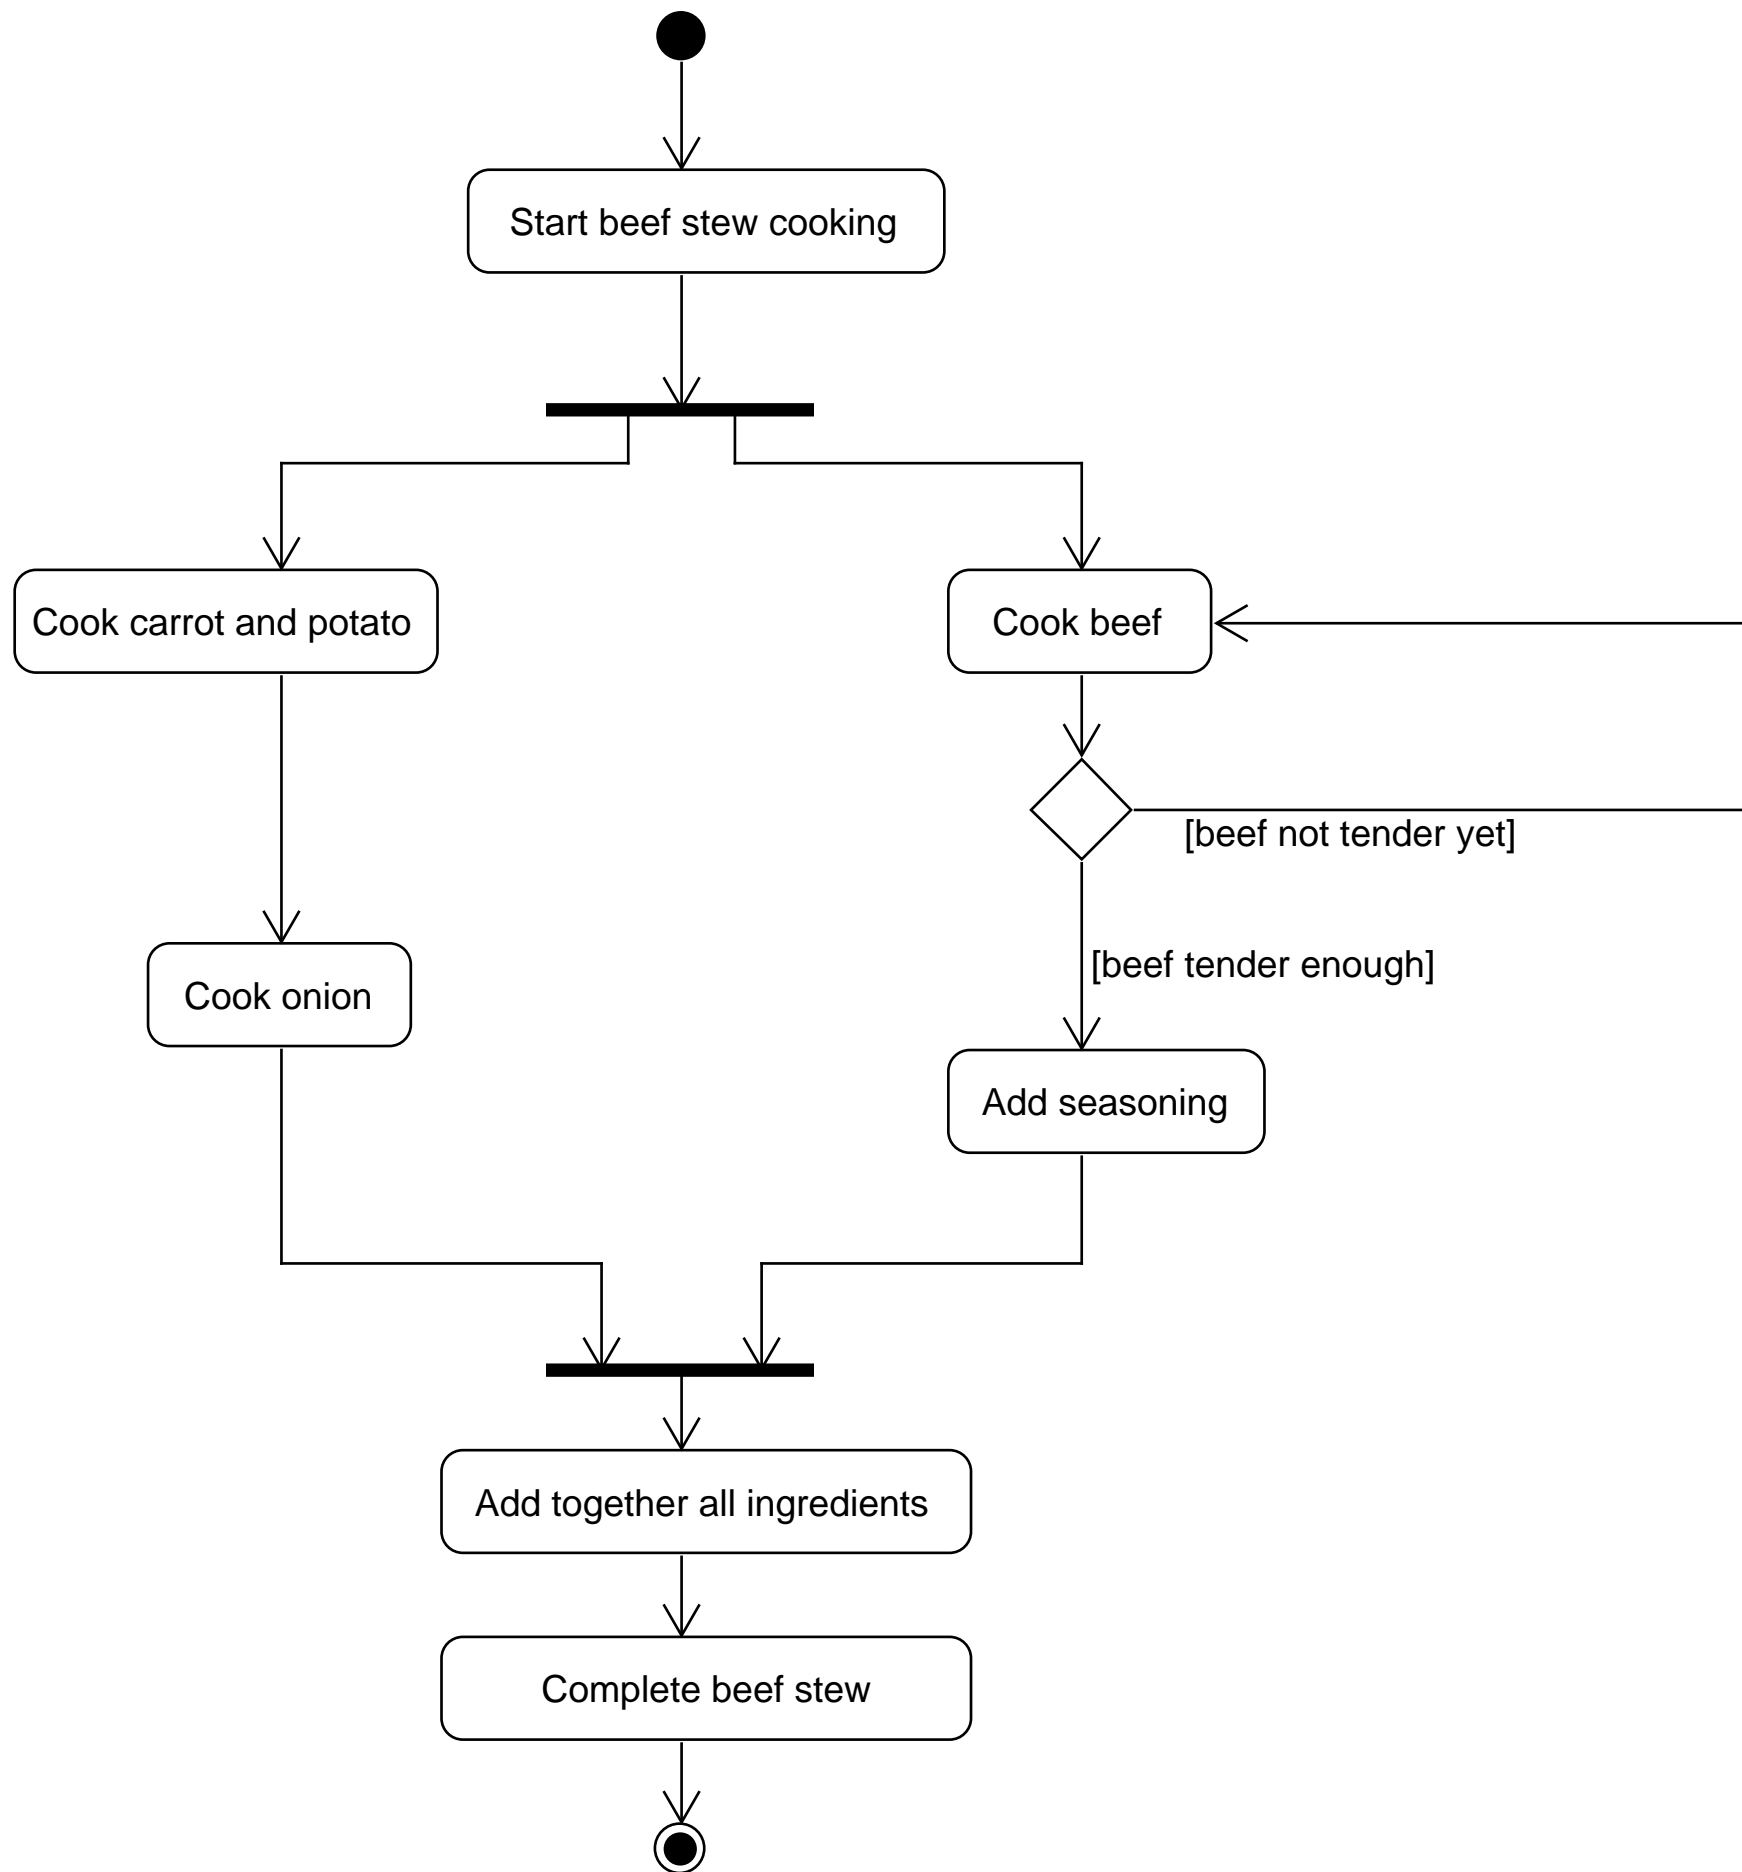 Start beef stew cooking
Cook carrot and potato
Cook beef
[beef not tender yet]
[beef tender enough]
Cook onion
Add seasoning
Add together all ingredients
Complete beef stew